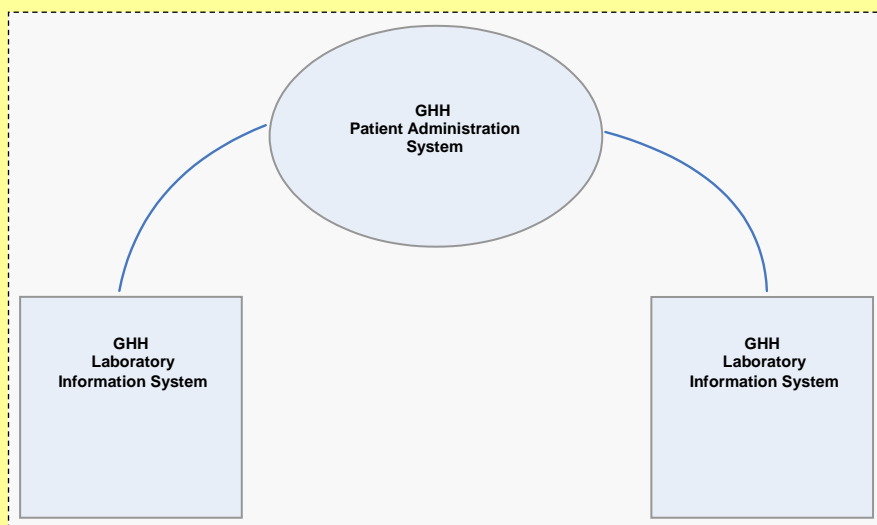 GHH
Patient Administration
System
GHH
Laboratory
Information System
GHH
Laboratory
Information System